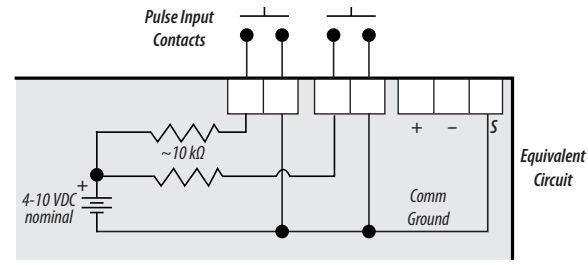 Pulse Input
Contacts
+ – S
~10 kΩ
Equivalent
Circuit
+
4-10 VDC
nominal
Comm
Ground